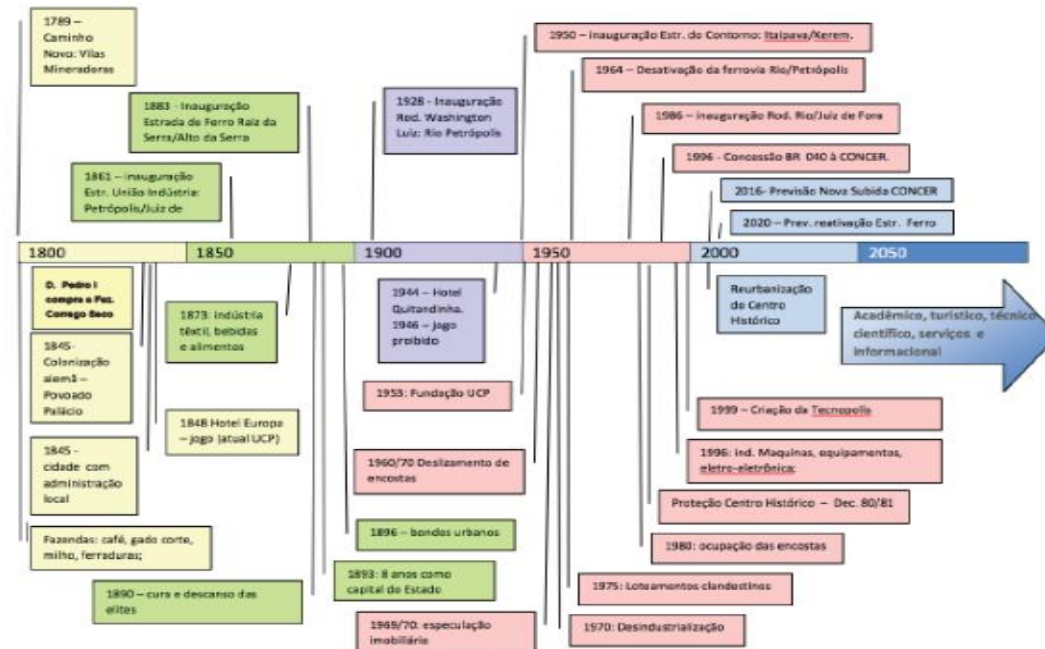 1789 –
Caminho
Novo: Vilas
Mineradoras
1883 - Inauguração
Estrada de Ferro Raiz da
Serra/Alto da Serra
1861 – inauguração
Estr. União Indústria:
Petrópolis/Juiz de
1928 - Inauguração
Rod. Washington
Luiz: Rio Petrópolis
1950 – inauguração Estr. do Contorno: Itaipava/Xerem.
1964 – Desativação da ferrovia Rio/Petrópolis
1986 – inauguração Rod. Rio/Juiz de Fora
1996 - Concessão BR 040 à CONCER.
2016- Previsão Nova Subida CONCER
2020 – Prev. reativação Estr. Ferro
1800
1850
1900
1950
2000
2050
D. Pedro I
compra a Faz.
Corrego Seco
1845-
Colonização
alemã –
Povoado
Palácio
1845 -
cidade com
administração
local
Fazendas: café, gado corte,
milho, ferraduras;
1873: indústria
têxtil, bebidas
e alimentos
1848 Hotel Europa
– jogo (atual UCP)
1890 – cura e descanso das
elites
1944 – Hotel
Quitandinha.
1946 – jogo
proibido
1953: Fundação UCP
1960/70 Deslizamento de
encostas
1896 – bondes urbanos
1893: 8 anos como
capital do Estado
1969/70: especulação
imobiliária
Reurbanização
do Centro
Histórico
Acadêmico, turístico, técnico
científico, serviços e
informacional
1999 – Criação da Tecnopolis
1996: ind. Maquinas, equipamentos,
eletro-eletrônica;
Proteção Centro Histórico – Dec. 80/81
1980: ocupação das encostas
1975: Loteamentos clandestinos
1970: Desindustrialização